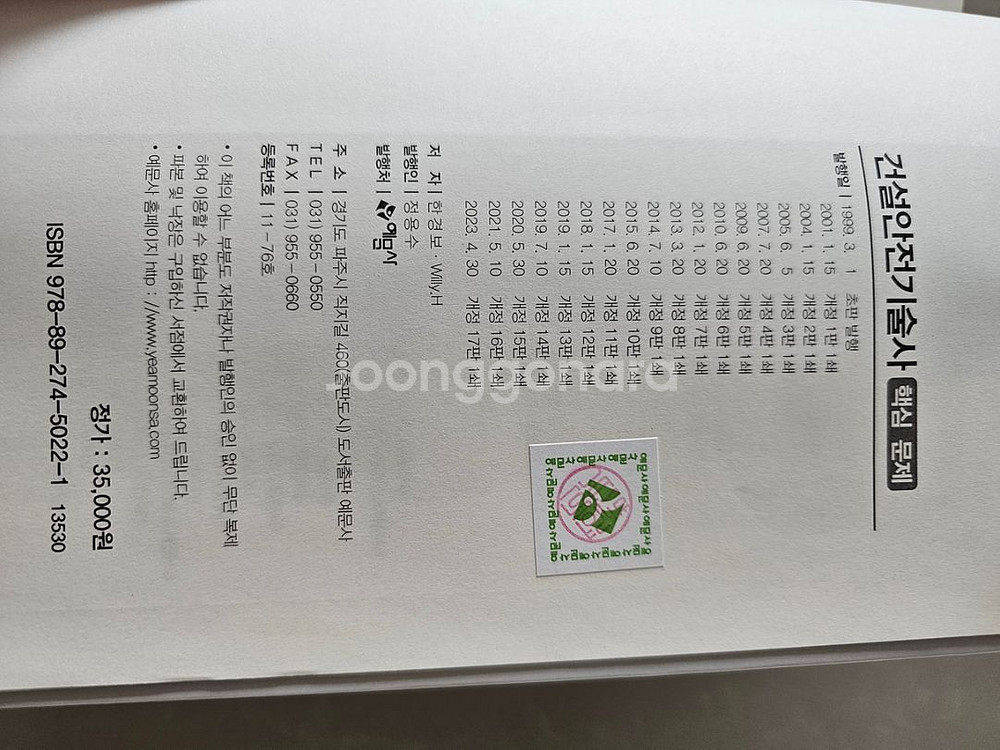 건설안전기술사 핵심 문제
발행일 | 1999. 3. 1 초판 발행
2001. 1. 15 개정 1판 1쇄
2004. 1. 15 개정 2판 1쇄
2005. 6. 5 개정 3판 1쇄
2007. 7. 20 개정 4판 1쇄
2009. 6. 20 개정 5판 1쇄
2010. 6. 20 개정 6판 1쇄
2012. 1. 20 개정 7판 1쇄
2013. 3. 20 개정 8판 1쇄
2014. 7. 10 개정 9판 1쇄
2015. 6. 20 개정 10판 1쇄
2017. 1. 20 개정 11판 1쇄
2018. 1. 15 개정 12판 1쇄
2019. 1. 15 개정 13판 1쇄
2019. 7. 10 개정 14판 1쇄
2020. 5. 30 개정 15판 1쇄
2021. 5. 10 개정 16판 1쇄
2023. 4. 30 개정 17판 1쇄
저 자 | 한경보 · Willy.H
발행인 | 정용수
발행처 | 예문사
주 소 | 경기도 파주시 직지길 460(출판도시) 도서출판 예문사
TEL | 031) 955-0550
FAX | 031) 955-0660
등록번호 | 11-76호
• 이 책의 어느 부분도 저작권자나 발행인의 승인 없이 무단 복제
하여 이용할 수 없습니다.
• 파본 및 낙장은 구입하신 서점에서 교환하여 드립니다.
• 예문사 홈페이지 http://www.yeamoonsa.com
정가 : 35,000원
ISBN 978-89-274-5022-1 13530
joonggonara